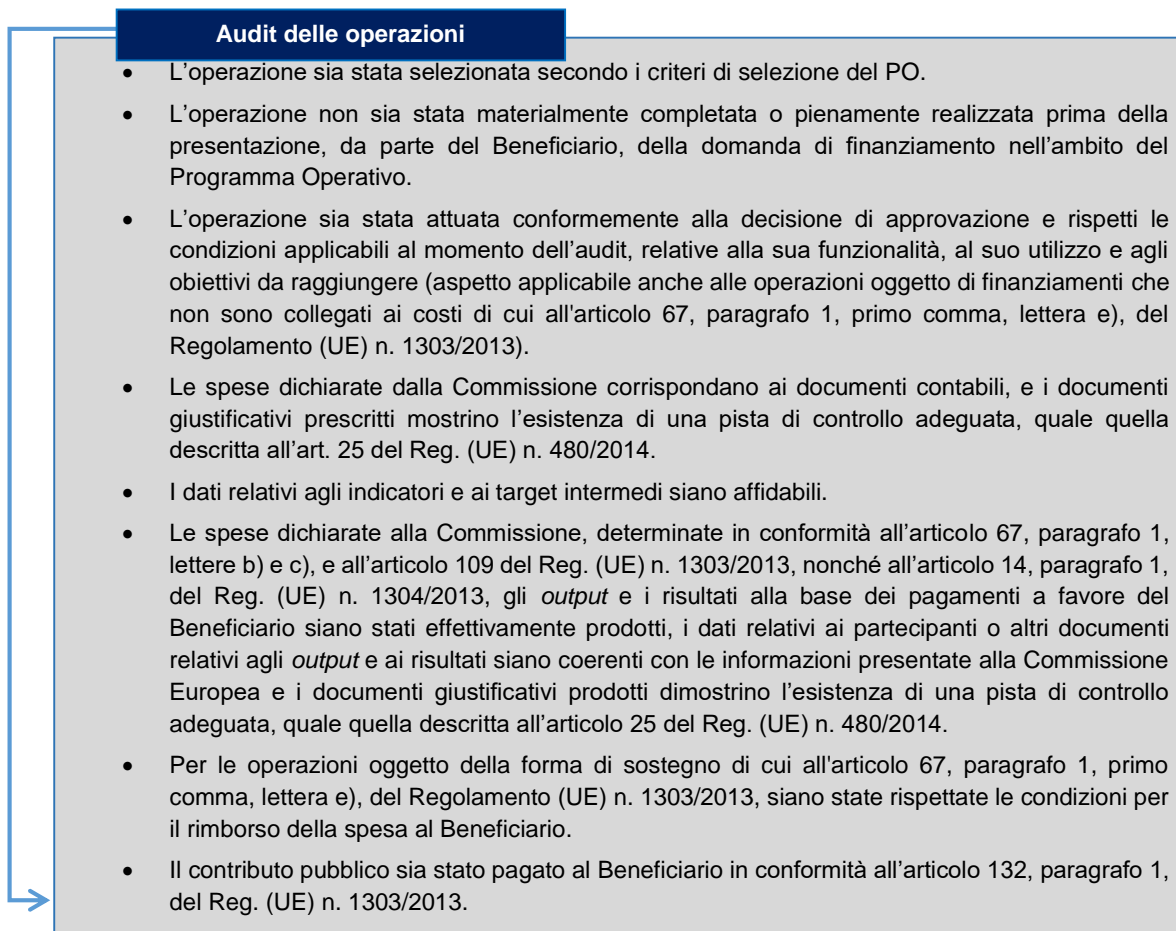 Audit delle operazioni
• L'operazione sia stata selezionata secondo i criteri di selezione del PO.
• L'operazione non sia stata materialmente completata o pienamente realizzata prima della
presentazione, da parte del Beneficiario, della domanda di finanziamento nell'ambito del
Programma Operativo.
• L'operazione sia stata attuata conformemente alla decisione di approvazione e rispetti le
condizioni applicabili al momento dell'audit, relative alla sua funzionalità, al suo utilizzo e agli
obiettivi da raggiungere (aspetto applicabile anche alle operazioni oggetto di finanziamenti che
non sono collegati ai costi di cui all'articolo 67, paragrafo 1, primo comma, lettera e), del
Regolamento (UE) n. 1303/2013).
• Le spese dichiarate dalla Commissione corrispondano ai documenti contabili, e i documenti
giustificativi prescritti mostrino l'esistenza di una pista di controllo adeguata, quale quella
descritta all'art. 25 del Reg. (UE) n. 480/2014.
• I dati relativi agli indicatori e ai target intermedi siano affidabili.
• Le spese dichiarate alla Commissione, determinate in conformità all'articolo 67, paragrafo 1,
lettere b) e c), e all'articolo 109 del Reg. (UE) n. 1303/2013, nonché all'articolo 14, paragrafo 1,
del Reg. (UE) n. 1304/2013, gli output e i risultati alla base dei pagamenti a favore del
Beneficiario siano stati effettivamente prodotti, i dati relativi ai partecipanti o altri documenti
relativi agli output e ai risultati siano coerenti con le informazioni presentate alla Commissione
Europea e i documenti giustificativi prodotti dimostrino l'esistenza di una pista di controllo
adeguata, quale quella descritta all'articolo 25 del Reg. (UE) n. 480/2014.
• Per le operazioni oggetto della forma di sostegno di cui all'articolo 67, paragrafo 1, primo
comma, lettera e), del Regolamento (UE) n. 1303/2013, siano state rispettate le condizioni per
il rimborso della spesa al Beneficiario.
• Il contributo pubblico sia stato pagato al Beneficiario in conformità all'articolo 132, paragrafo 1,
del Reg. (UE) n. 1303/2013.